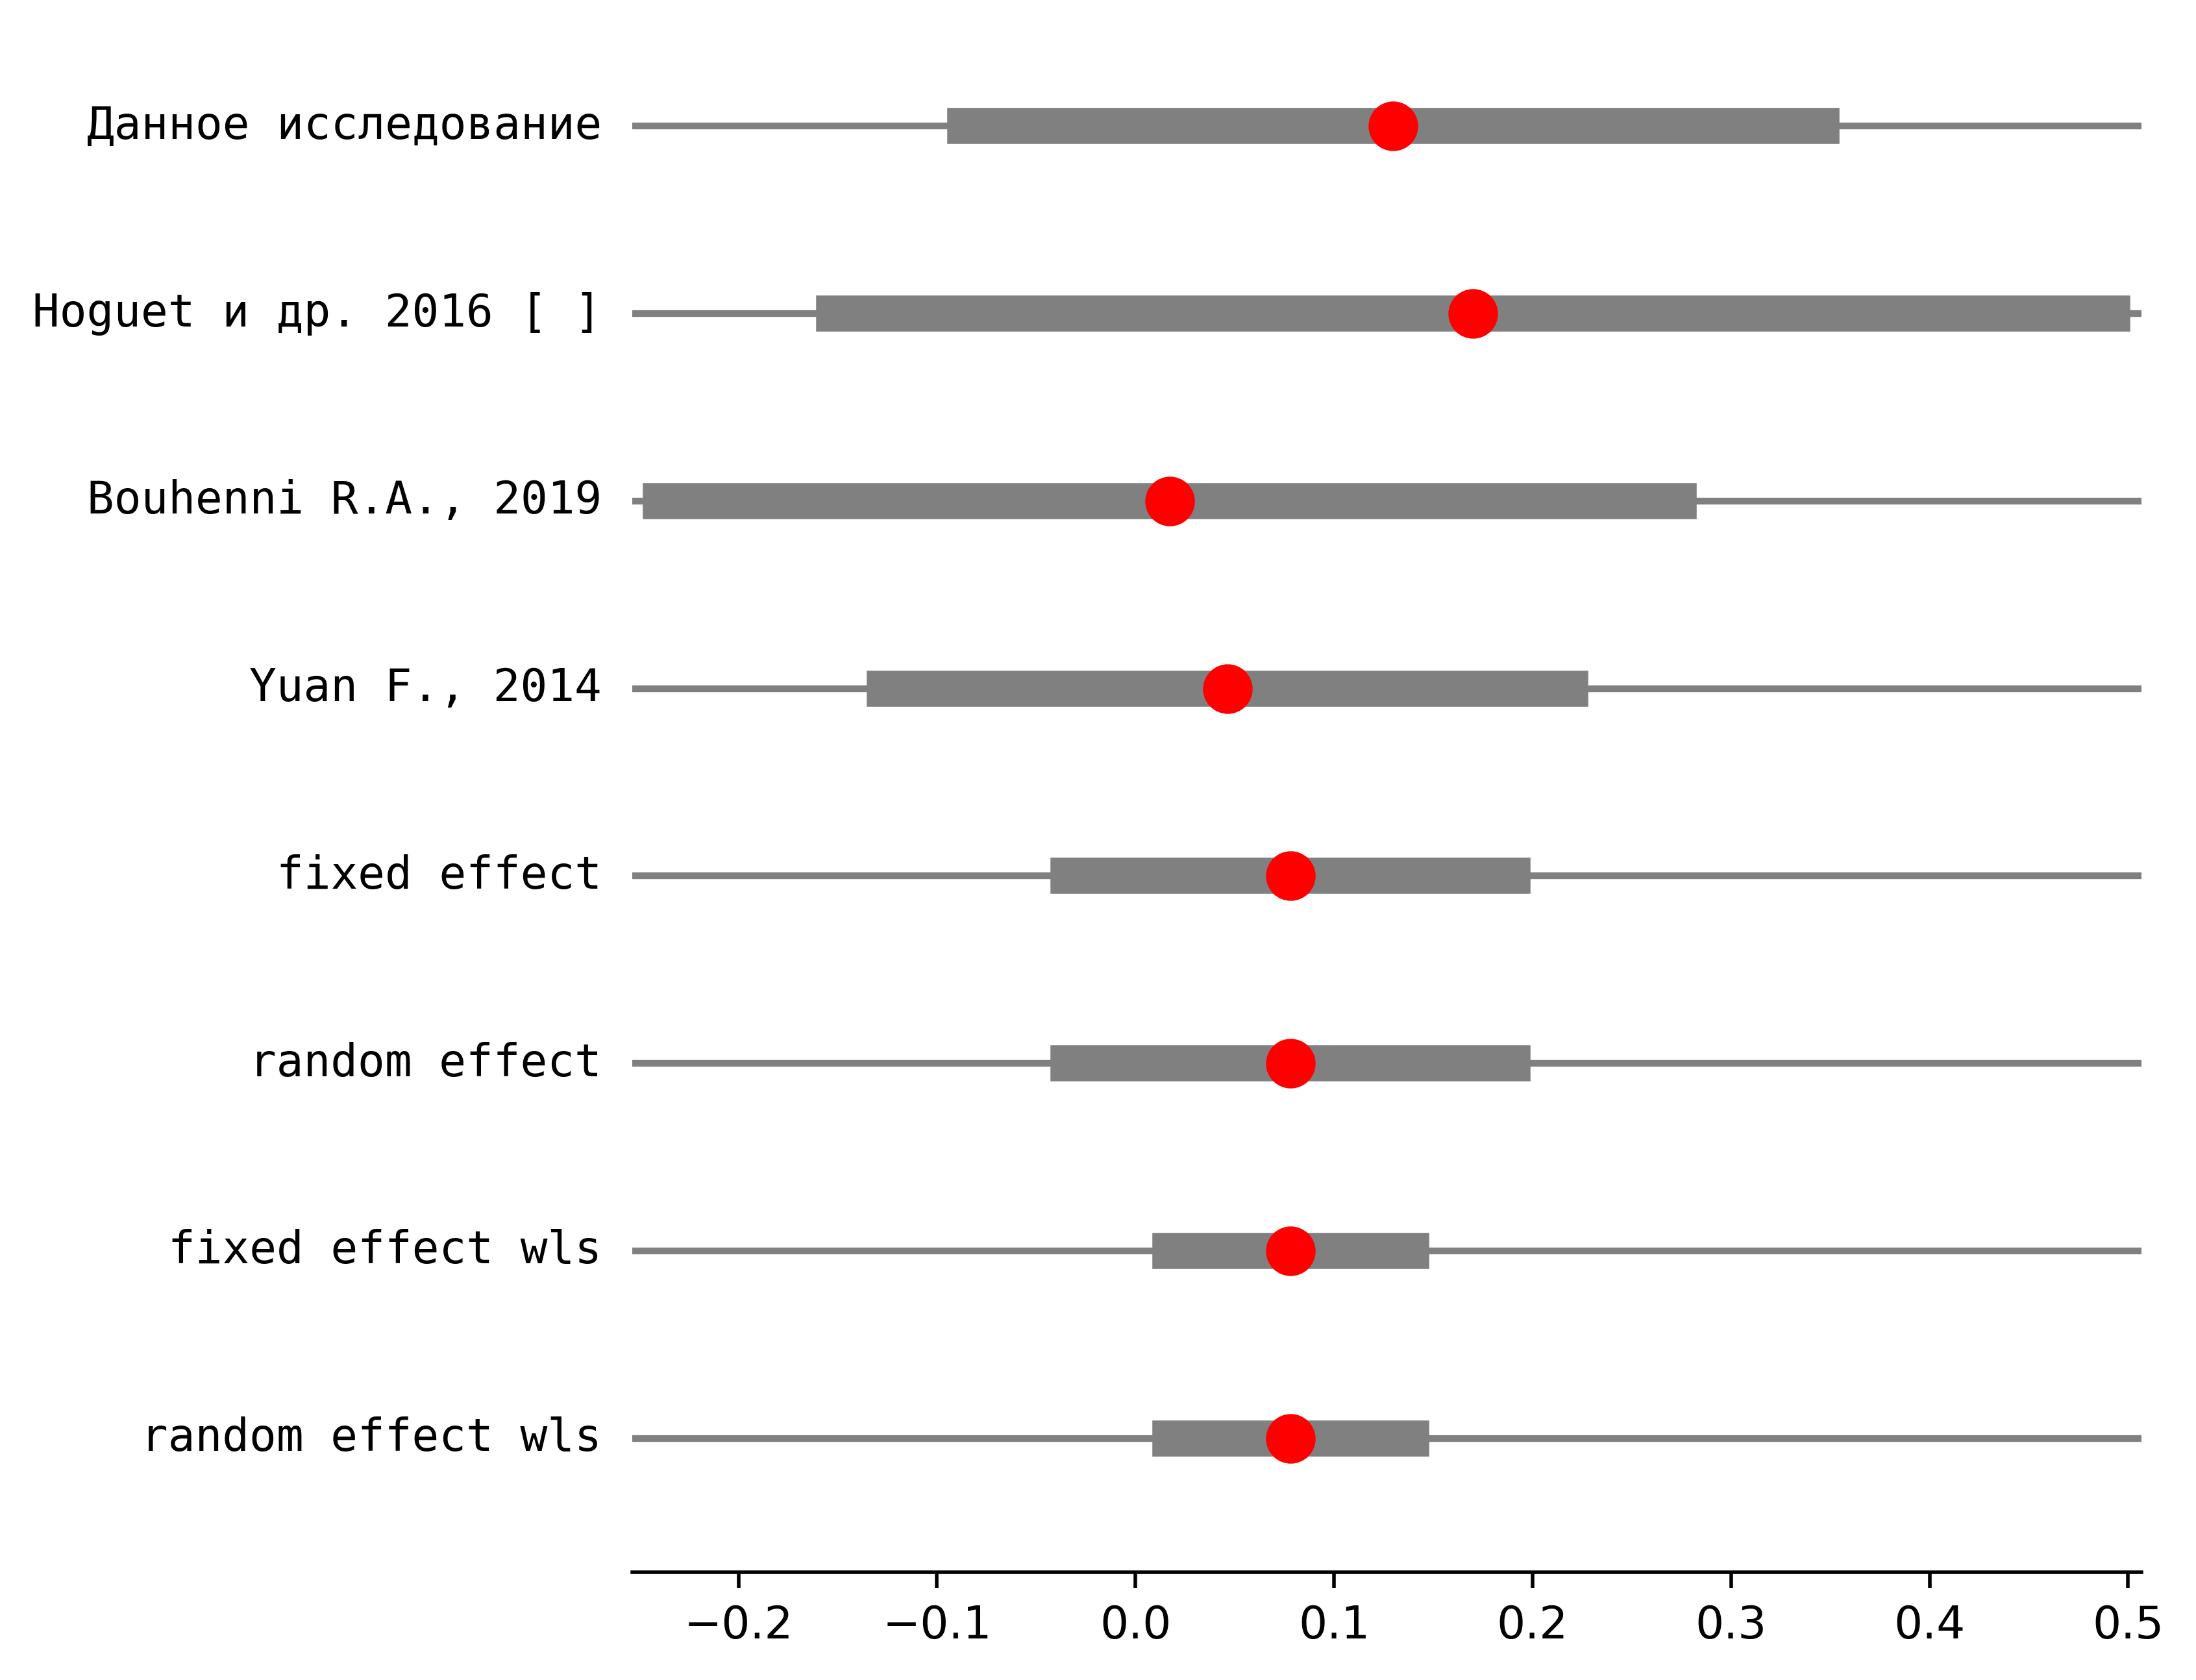 Данное исследование
Hoguet и др. 2016 [ ]
Bouhenni R.A., 2019
Yuan F., 2014
fixed effect
random effect
fixed effect wls
random effect wls
−0.2 −0.1 0.0 0.1 0.2 0.3 0.4 0.5